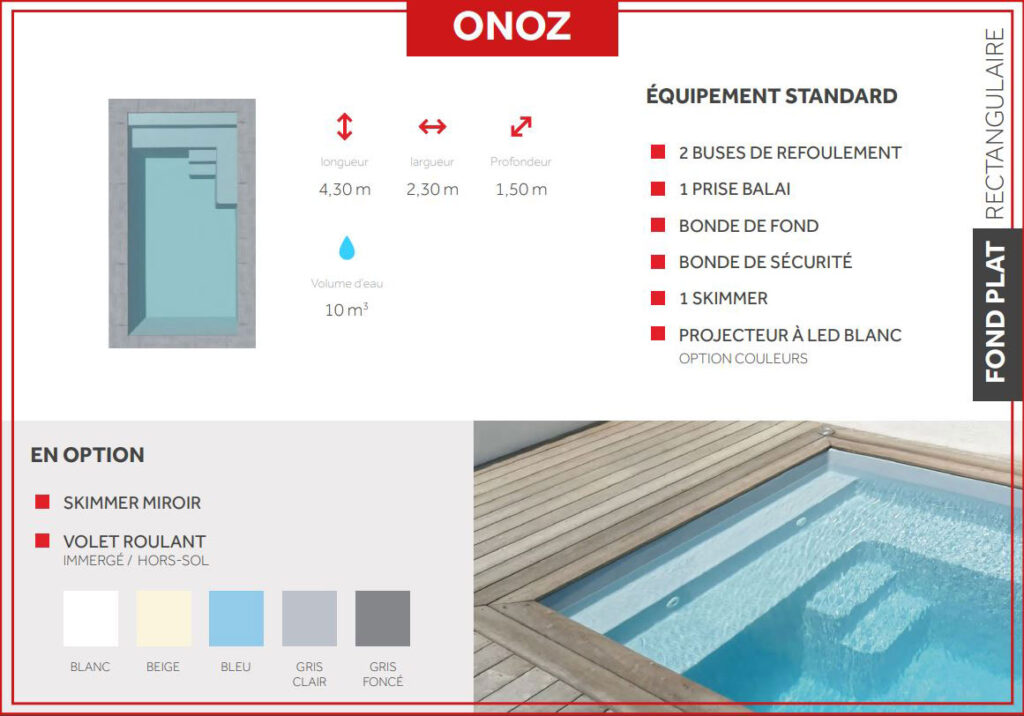 ONOZ
longueur
4,30 m
largueur
2,30 m
Profondeur
1,50 m
Volume d'eau
10 m³
ÉQUIPEMENT STANDARD
2 BUSES DE REFOULEMENT
1 PRISE BALAI
BONDE DE FOND
BONDE DE SÉCURITÉ
1 SKIMMER
PROJECTEUR À LED BLANC
OPTION COULEURS
RECTANGULAIRE
FOND PLAT
EN OPTION
SKIMMER MIROIR
VOLET ROULANT
IMMERGÉ / HORS-SOL
BLANC
BEIGE
BLEU
GRIS
CLAIR
GRIS
FONCÉ